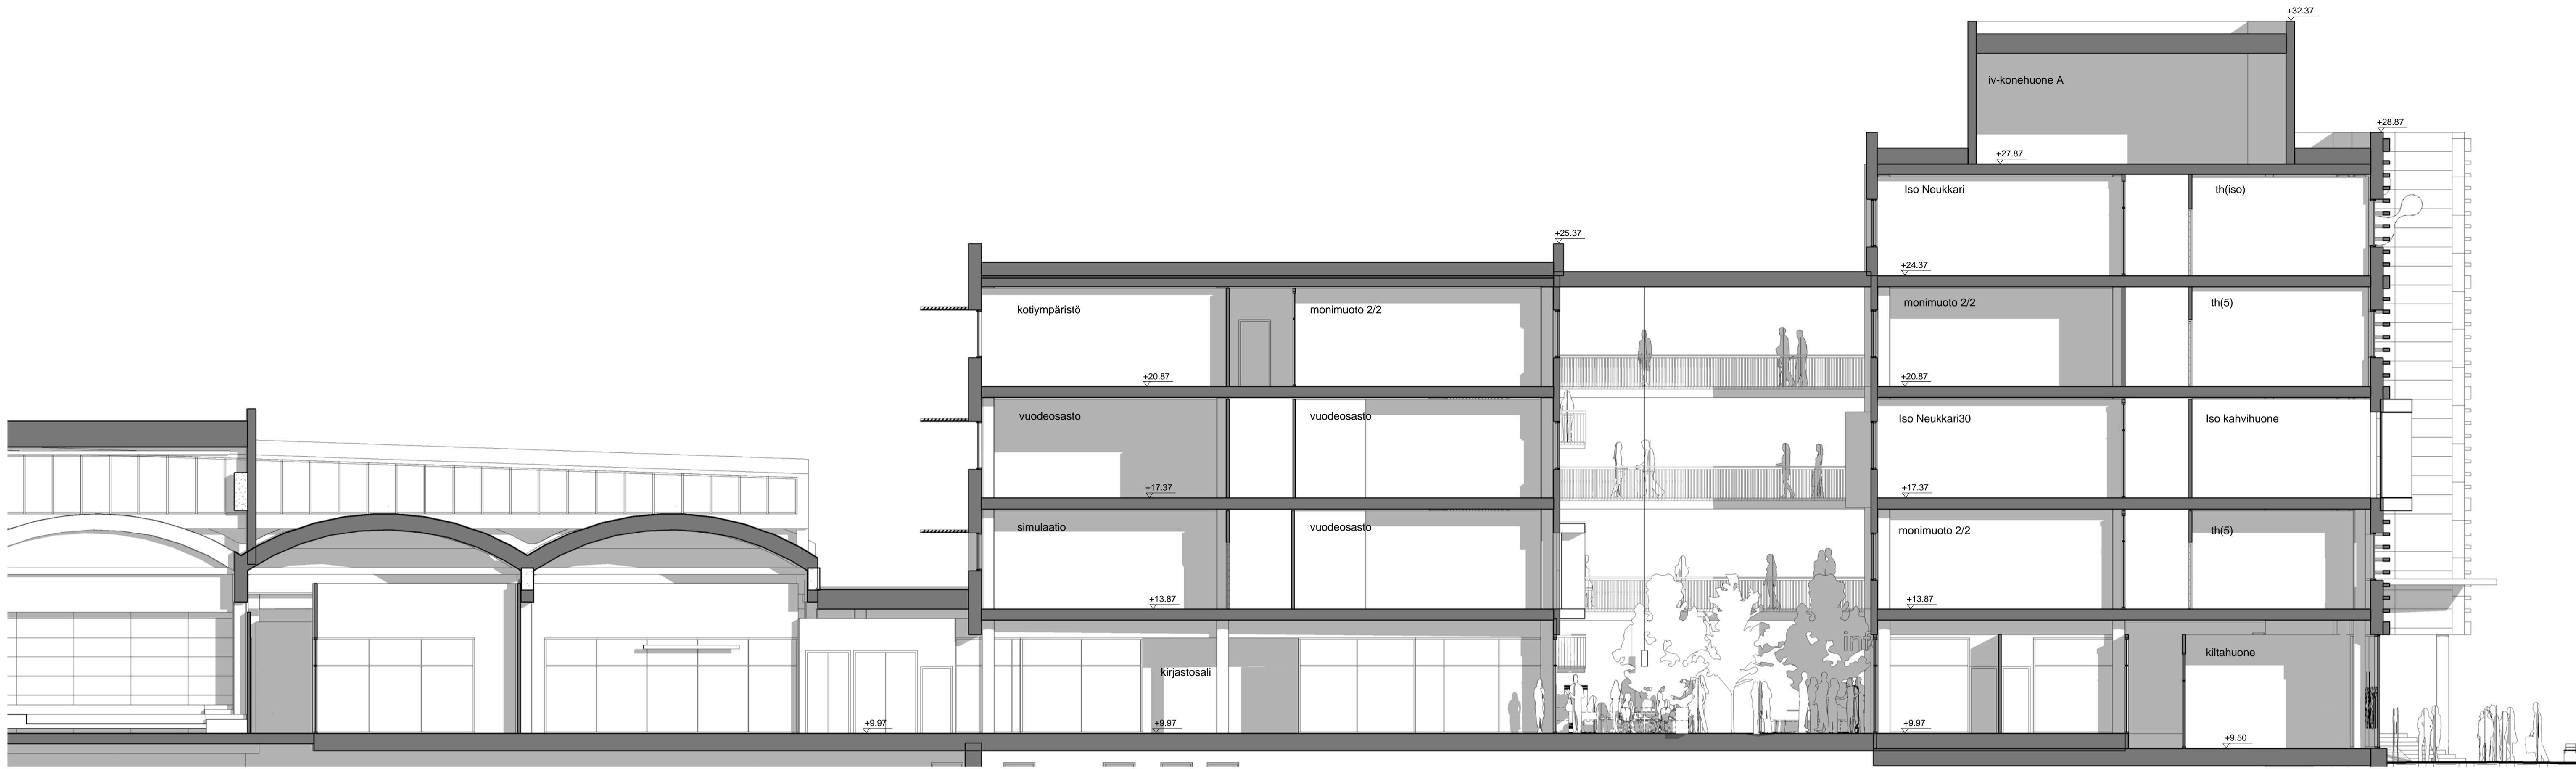 +32.37
iv-konehuone A
+28.87
+27.87
Iso Neukkari
th(iso)
+25.37
+24.37
kotiympäristö
monimuoto 2/2
monimuoto 2/2
th(5)
+20.87
+20.87
vuodeosasto
vuodeosasto
Iso Neukkari30
Iso kahvihuone
+17.37
+17.37
simulaatio
vuodeosasto
monimuoto 2/2
th(5)
+13.87
+13.87
inf
kirjastosali
kiltahuone
+9.97
+9.97
+9.97
+9.50